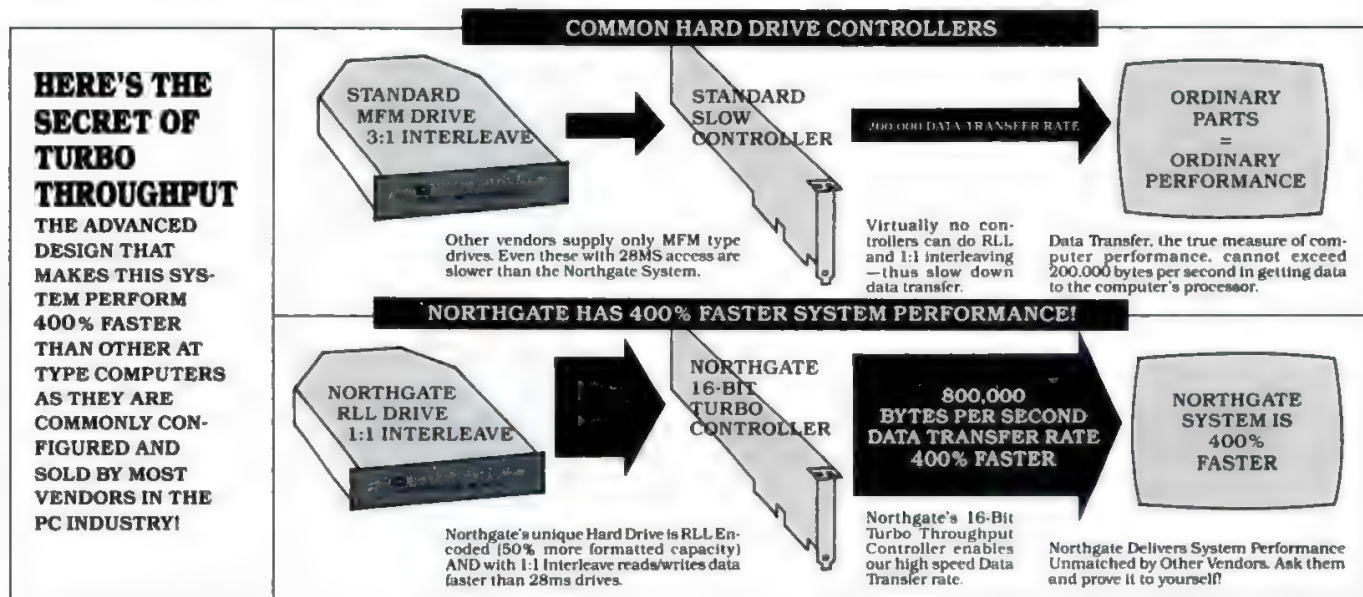 HERE'S THE
SECRET OF
TURBO
THROUGHPUT
THE ADVANCED
DESIGN THAT
MAKES THIS SYS-
TEM PERFORM
400% FASTER
THAN OTHER AT
TYPE COMPUTERS
AS THEY ARE
COMMONLY CON-
FIGURED AND
SOLD BY MOST
VENDORS IN THE
PC INDUSTRY!
COMMON HARD DRIVE CONTROLLERS
STANDARD
MFM DRIVE
3:1 INTERLEAVE
STANDARD
SLOW
CONTROLLER
200,000 DATA TRANSFER RATE
ORDINARY
PARTS
=
ORDINARY
PERFORMANCE
Other vendors supply only MFM type
drives. Even these with 28MS access are
slower than the Northgate System.
Virtually no con-
trollers can do RLL
and 1:1 interleaving
—thus slow down
data transfer.
Data Transfer, the true measure of com-
puter performance, cannot exceed
200,000 bytes per second in getting data
to the computer's processor.
NORTHGATE HAS 400% FASTER SYSTEM PERFORMANCE!
NORTHGATE
RLL DRIVE
1:1 INTERLEAVE
NORTHGATE
16-BIT
TURBO
CONTROLLER
800,000
BYTES PER SECOND
DATA TRANSFER RATE
400% FASTER
NORTHGATE
SYSTEM IS
400%
FASTER
Northgate's unique Hard Drive is RLL En-
coded (50% more formatted capacity)
AND with 1:1 Interleave reads/writes data
faster than 28ms drives.
Northgate's 16-Bit
Turbo Throughput
Controller enables
our high speed Data
Transfer rate.
Northgate Delivers System Performance
Unmatched by Other Vendors. Ask them
and prove it to yourself!